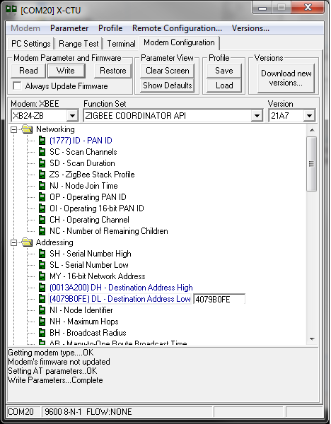 [COM20] X-CTU
Modem Parameter Profile Remote Configuration... Versions...
PC Settings Range Test Terminal Modem Configuration
Modem Parameter and Firmware Parameter View Profile Versions
Read Write Restore Clear Screen Save Download new versions...
Always Update Firmware Show Defaults Load
Modem: XBEE Function Set Version
XB24-ZB ZIGBEE COORDINATOR API 21A7
Networking
(1777) ID - PAN ID
SC - Scan Channels
SD - Scan Duration
ZS - ZigBee Stack Profile
NJ - Node Join Time
OP - Operating PAN ID
OI - Operating 16-bit PAN ID
CH - Operating Channel
NC - Number of Remaining Children
Addressing
SH - Serial Number High
SL - Serial Number Low
MY - 16-bit Network Address
(0013A200) DH - Destination Address High
(4079B0FE) DL - Destination Address Low 4079B0FE
NI - Node Identifier
NH - Maximum Hops
BH - Broadcast Radius
AR - Many-to-One Route Broadcast Time
Getting modem type....OK
Modem's firmware not updated
Setting AT parameters..OK
Write Parameters...Complete
COM20 9600 8-N-1 FLOW:NONE